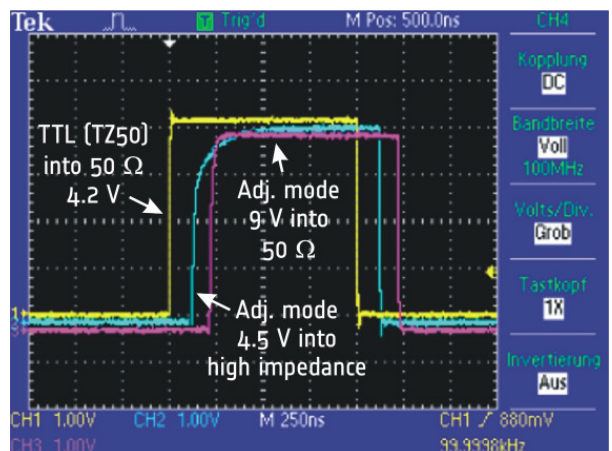 Tek
T Trig'd
M Pos: 500.0ns
CH4
Kopplung
DC
Bandbreite
Voll
100MHz
Volts/Div.
Grob
Tastkopf
1X
Invertierung
Aus
TTL (TZ50)
into 50 Ω
4.2 V
Adj. mode
9 V into
50 Ω
Adj. mode
4.5 V into
high impedance
1
3
CH1 1.00V CH2 1.00V M 250ns CH1 / 880mV
CH3 1.00V 99.9998kHz